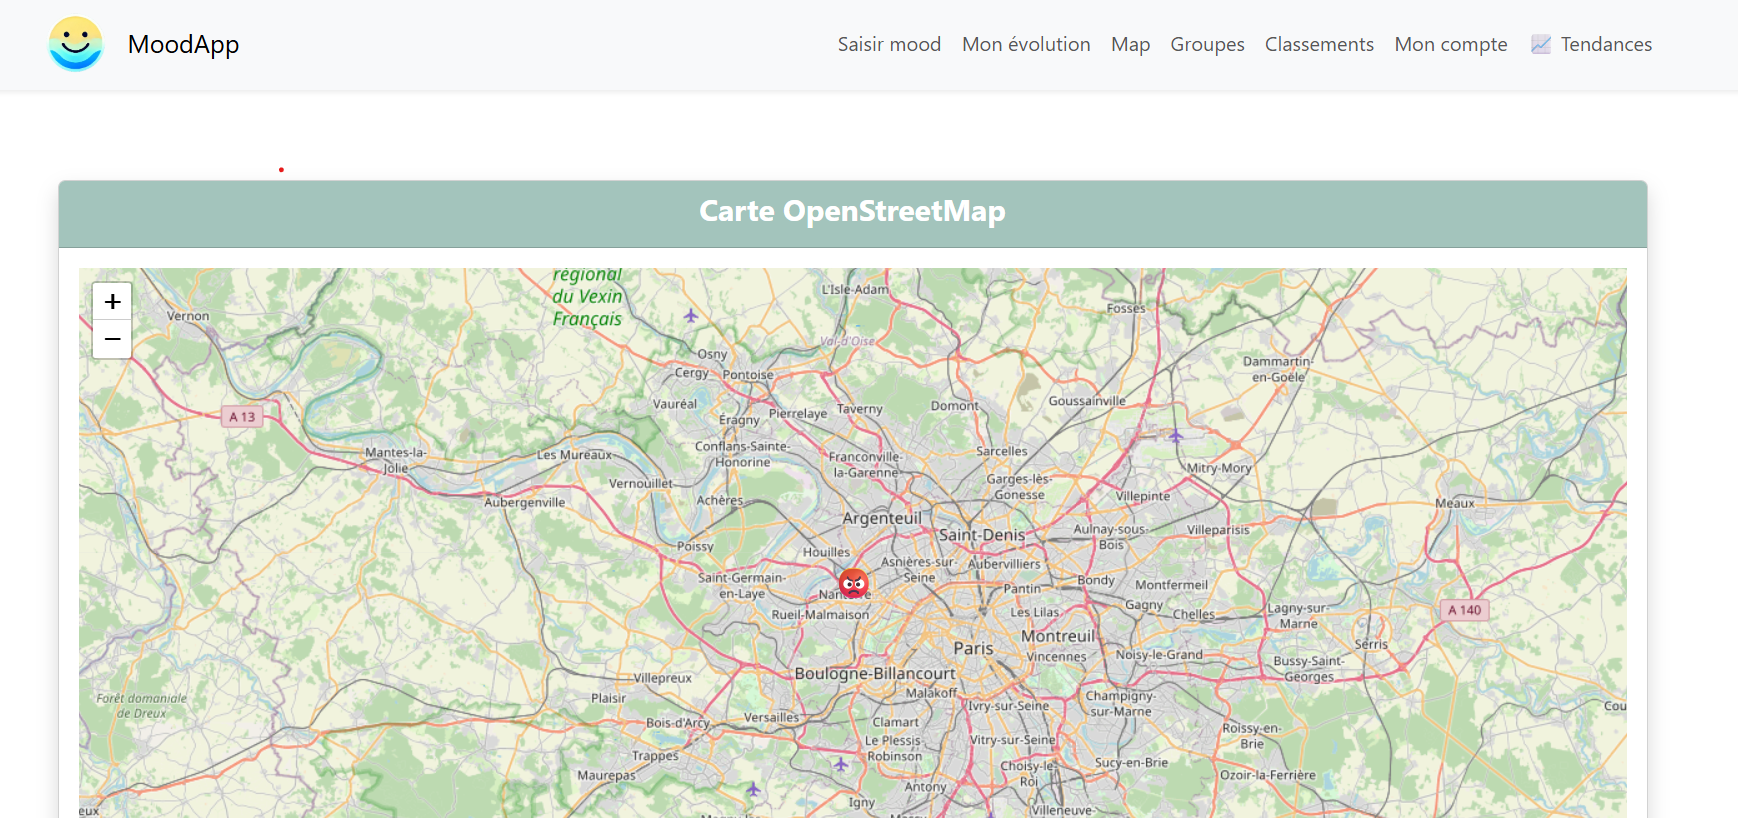 MoodApp
Saisir mood
Mon évolution
Map
Groupes
Classements
Mon compte
Tendances
Carte OpenStreetMap
+
−
régional
du Vexin
Français
L'Isle-Adam
Fosses
Vernon
Val-d'Oise
Osny
Dammartin-
en-Goële
Cergy
Pontoise
Vauréal
Pierrelaye
Taverny
Domont
Goussainville
A 13
Éragny
Mantes-la-
Jolie
Les Mureaux
Conflans-Sainte-
Honorine
Franconville-
la-Garenne
Sarcelles
Mitry-Mory
Vernouillet
Achères
Garges-lès-
Gonesse
Villepinte
Aubergenville
Meaux
Argenteuil
Saint-Denis
Aulnay-sous-
Bois
Villeparisis
Poissy
Houilles
Asnières-sur-
Seine
Aubervilliers
Saint-Germain-
en-Laye
Pantin
Bondy
Montfermeil
Rueil-Malmaison
Les Lilas
Gagny
Chelles
Lagny-sur-
Marne
A 140
Paris
Montreuil
Vincennes
Noisy-le-Grand
Serris
Bussy-Saint-
Georges
Villepreux
Boulogne-Billancourt
Malakoff
Forêt domaniale
de Dreux
Plaisir
Ivry-sur-Seine
Champigny-
sur-Marne
Bois-d'Arcy
Versailles
Clamart
Roissy-en-
Brie
Cou
Trappes
Le Plessis-
Robinson
Vitry-sur-Seine
Maurepas
Choisy-le-
Roi
Sucy-en-Brie
Ozoir-la-Ferrière
Antony
Igny
eux
Villeneuve-